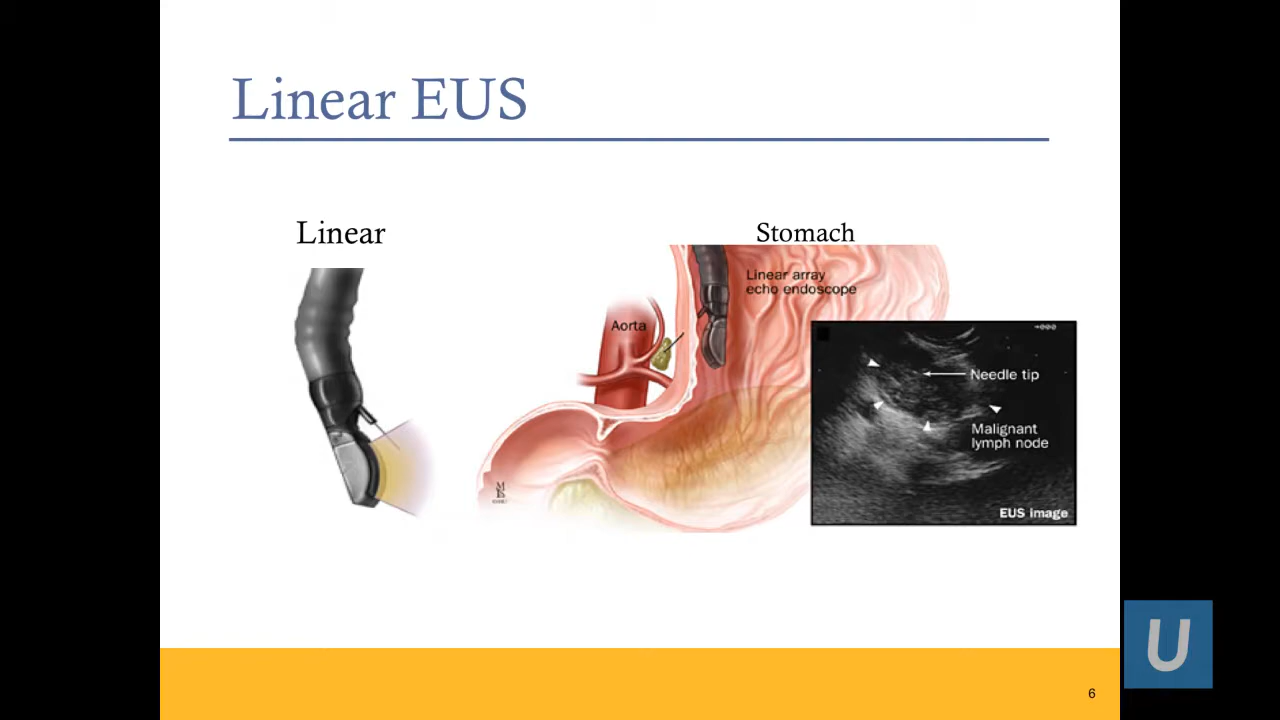 Linear EUS
Linear
Stomach
Linear array
echo endoscope
Aorta
Needle tip
Malignant
lymph node
EUS image
6
U